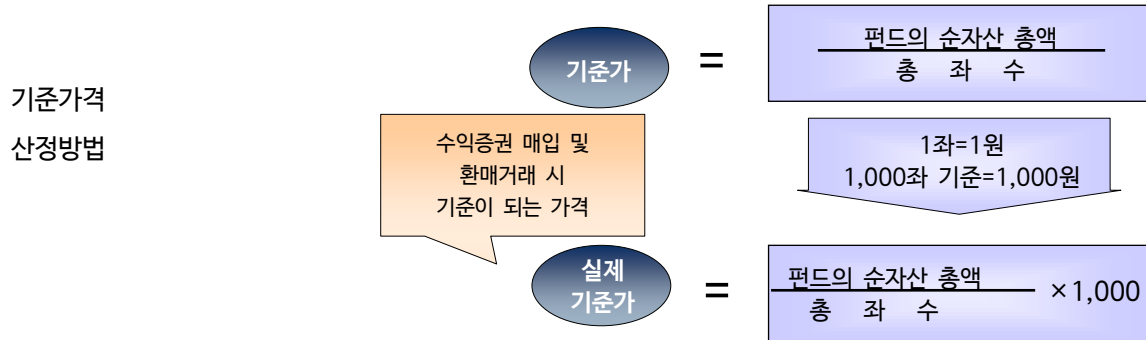 기준가격
산정방법
기준가
=
펀드의 순자산 총액
총 좌 수
수익증권 매입 및
환매거래 시
기준이 되는 가격
1좌=1원
1,000좌 기준=1,000원
실제
기준가
=
펀드의 순자산 총액
총 좌 수
×1,000